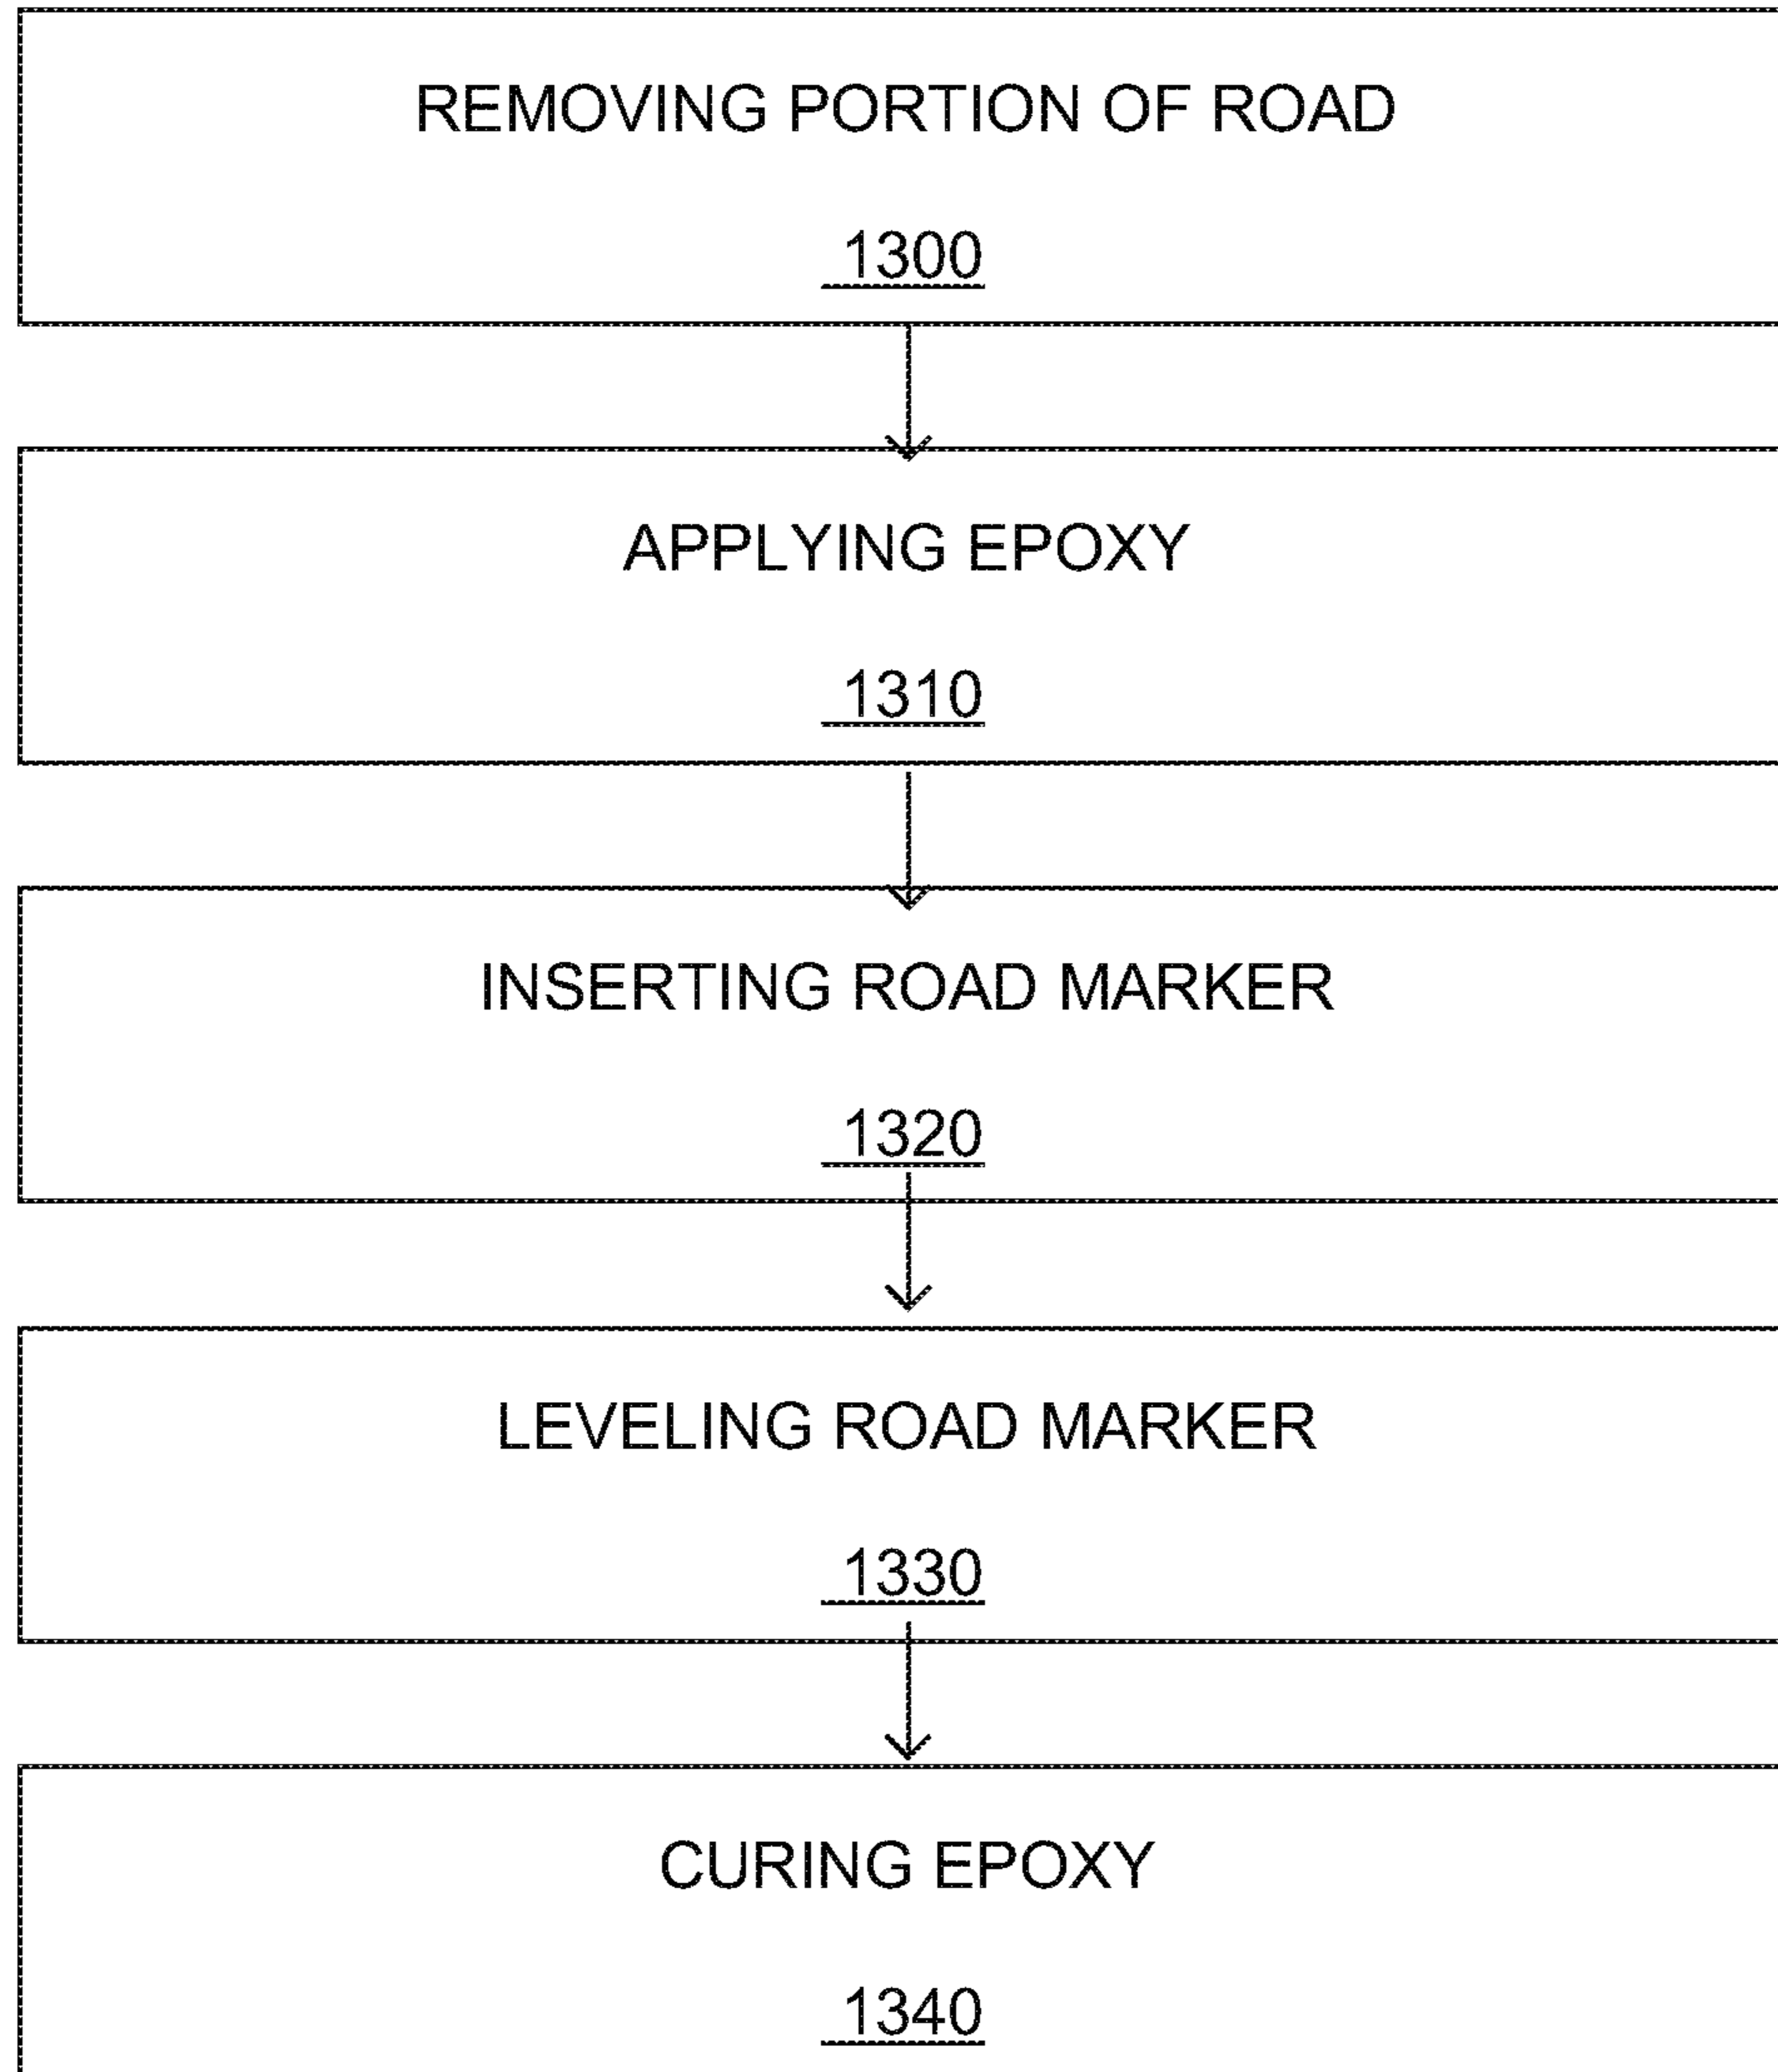 REMOVING PORTION OF ROAD
1300
APPLYING EPOXY
1310
INSERTING ROAD MARKER
1320
LEVELING ROAD MARKER
1330
CURING EPOXY
1340